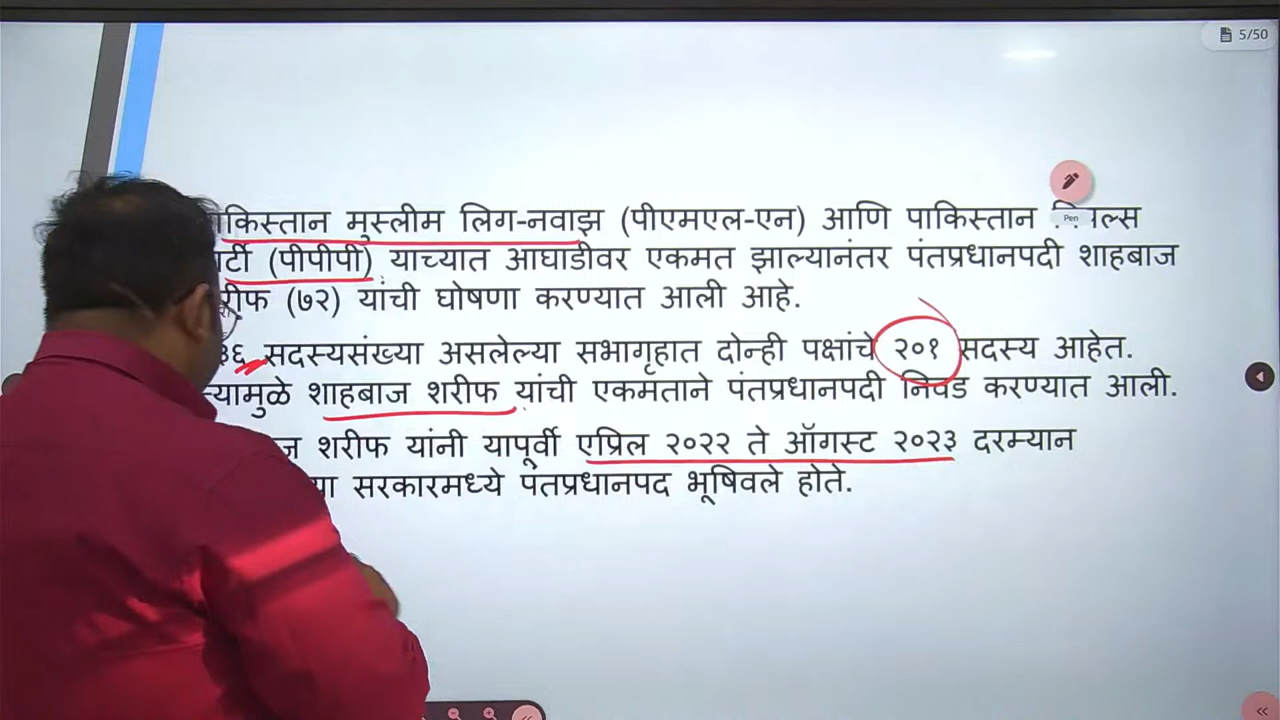 5/50
Pen
पाकिस्तान मुस्लीम लिग-नवाझ (पीएमएल-एन) आणि पाकिस्तान
(पीपीपी) याच्यात आघाडीवर एकमत झाल्यानंतर पंतप्रधानपदी शाहबाज
(७२) यांची घोषणा करण्यात आली आहे.
सदस्यसंख्या असलेल्या सभागृहात दोन्ही पक्षांचे २०१ सदस्य आहेत.
शाहबाज शरीफ यांची एकमताने पंतप्रधानपदी निवड करण्यात आली.
शरीफ यांनी यापूर्वी एप्रिल २०२२ ते ऑगस्ट २०२३ दरम्यान
सरकारमध्ये पंतप्रधानपद भूषिवले होते.